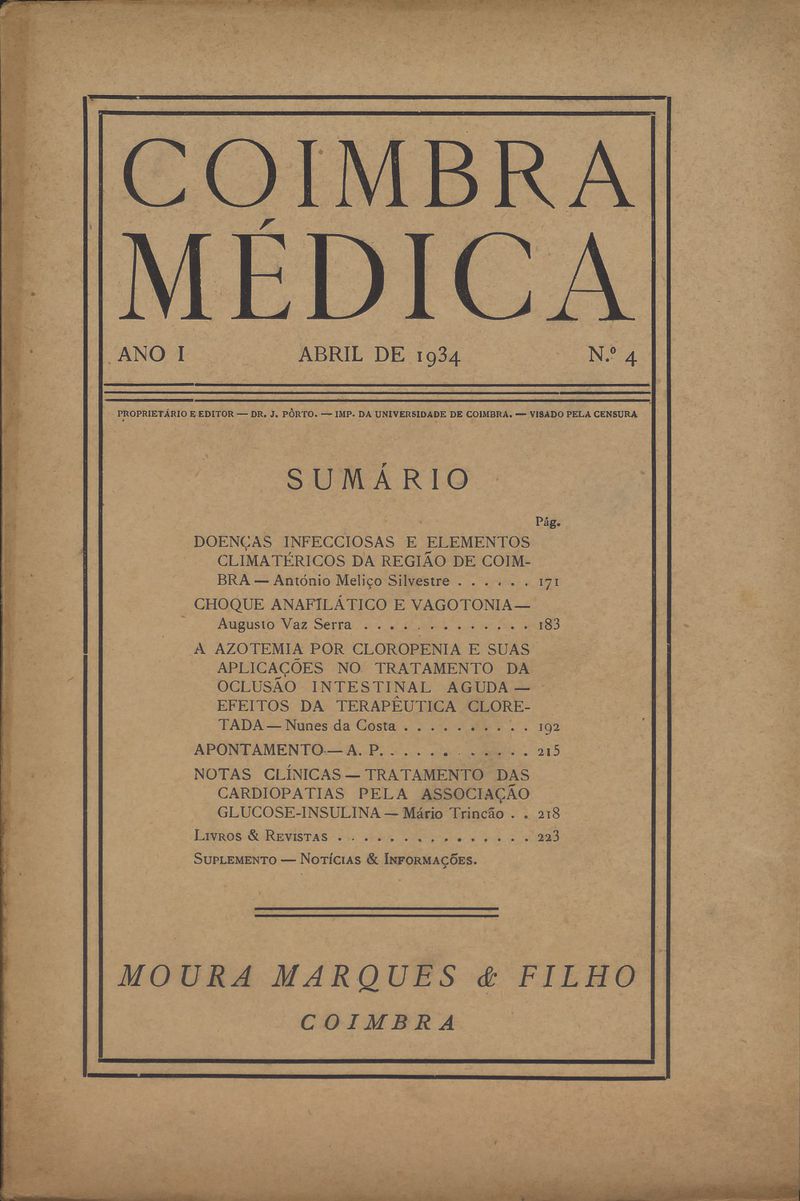 COIMBRA
MÉDICA
ANO I ABRIL DE 1934 N.º 4
PROPRIETÁRIO E EDITOR — DR. J. PÔRTO. — IMP. DA UNIVERSIDADE DE COIMBRA. — VISADO PELA CENSURA
SUMÁRIO
Pág.
DOENÇAS INFECCIOSAS E ELEMENTOS
CLIMATÉRICOS DA REGIÃO DE COIM-
BRA — António Meliço Silvestre . . . . . . 171
CHOQUE ANAFILÁTICO E VAGOTONIA —
Augusto Vaz Serra . . . . . . . . . . . . . 183
A AZOTEMIA POR CLOROPENIA E SUAS
APLICAÇÕES NO TRATAMENTO DA
OCLUSÃO INTESTINAL AGUDA —
EFEITOS DA TERAPÊUTICA CLORE-
TADA — Nunes da Costa . . . . . . . . . . 192
APONTAMENTO — A. P. . . . . . . . . . . . 215
NOTAS CLÍNICAS — TRATAMENTO DAS
CARDIOPATIAS PELA ASSOCIAÇÃO
GLUCOSE-INSULINA — Mário Trincão . . 218
LIVROS & REVISTAS . . . . . . . . . . . . . . . 223
SUPLEMENTO — NOTÍCIAS & INFORMAÇÕES.
MOURA MARQUES & FILHO
COIMBRA